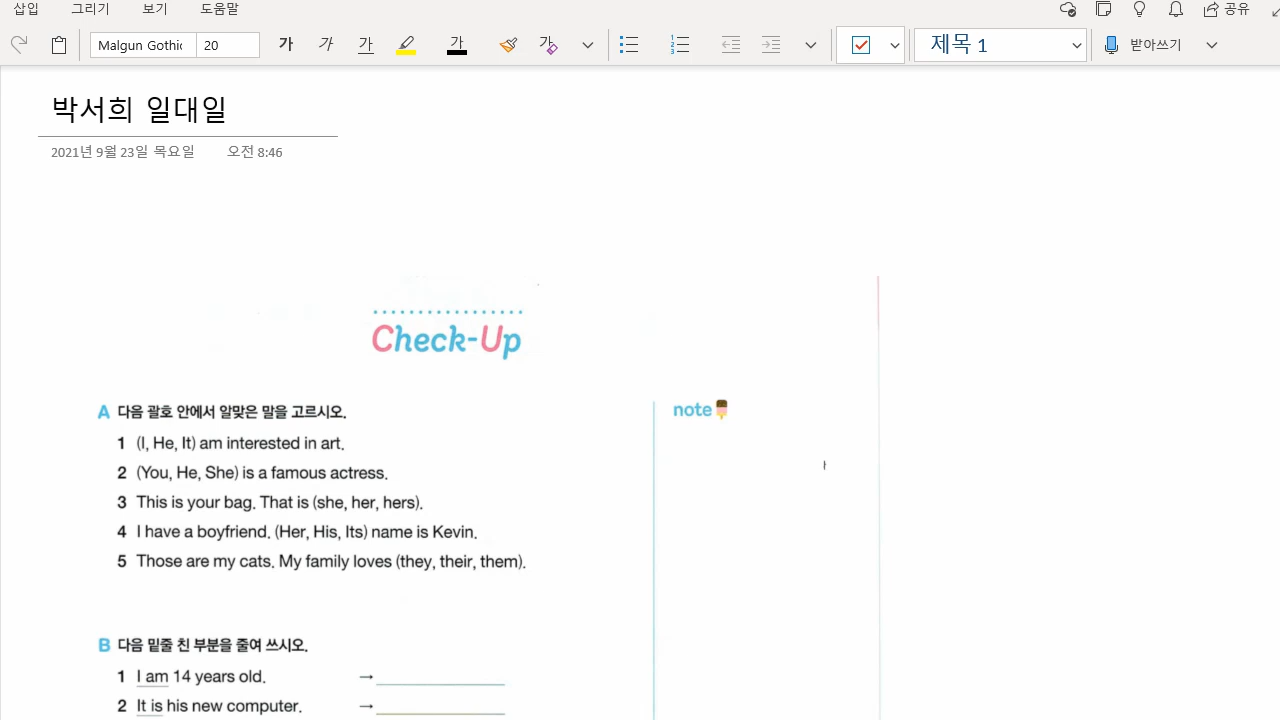 삽입 그리기 보기 도움말 공유
Malgun Gothic 20 가 가 가 가 가 제목 1 받아쓰기
박서희 일대일
2021년 9월 23일 목요일 오전 8:46
Check-Up
A 다음 괄호 안에서 알맞은 말을 고르시오.
note
1 (I, He, It) am interested in art.
2 (You, He, She) is a famous actress.
3 This is your bag. That is (she, her, hers).
4 I have a boyfriend. (Her, His, Its) name is Kevin.
5 Those are my cats. My family loves (they, their, them).
B 다음 밑줄 친 부분을 줄여 쓰시오.
1 I am 14 years old. →
2 It is his new computer. →